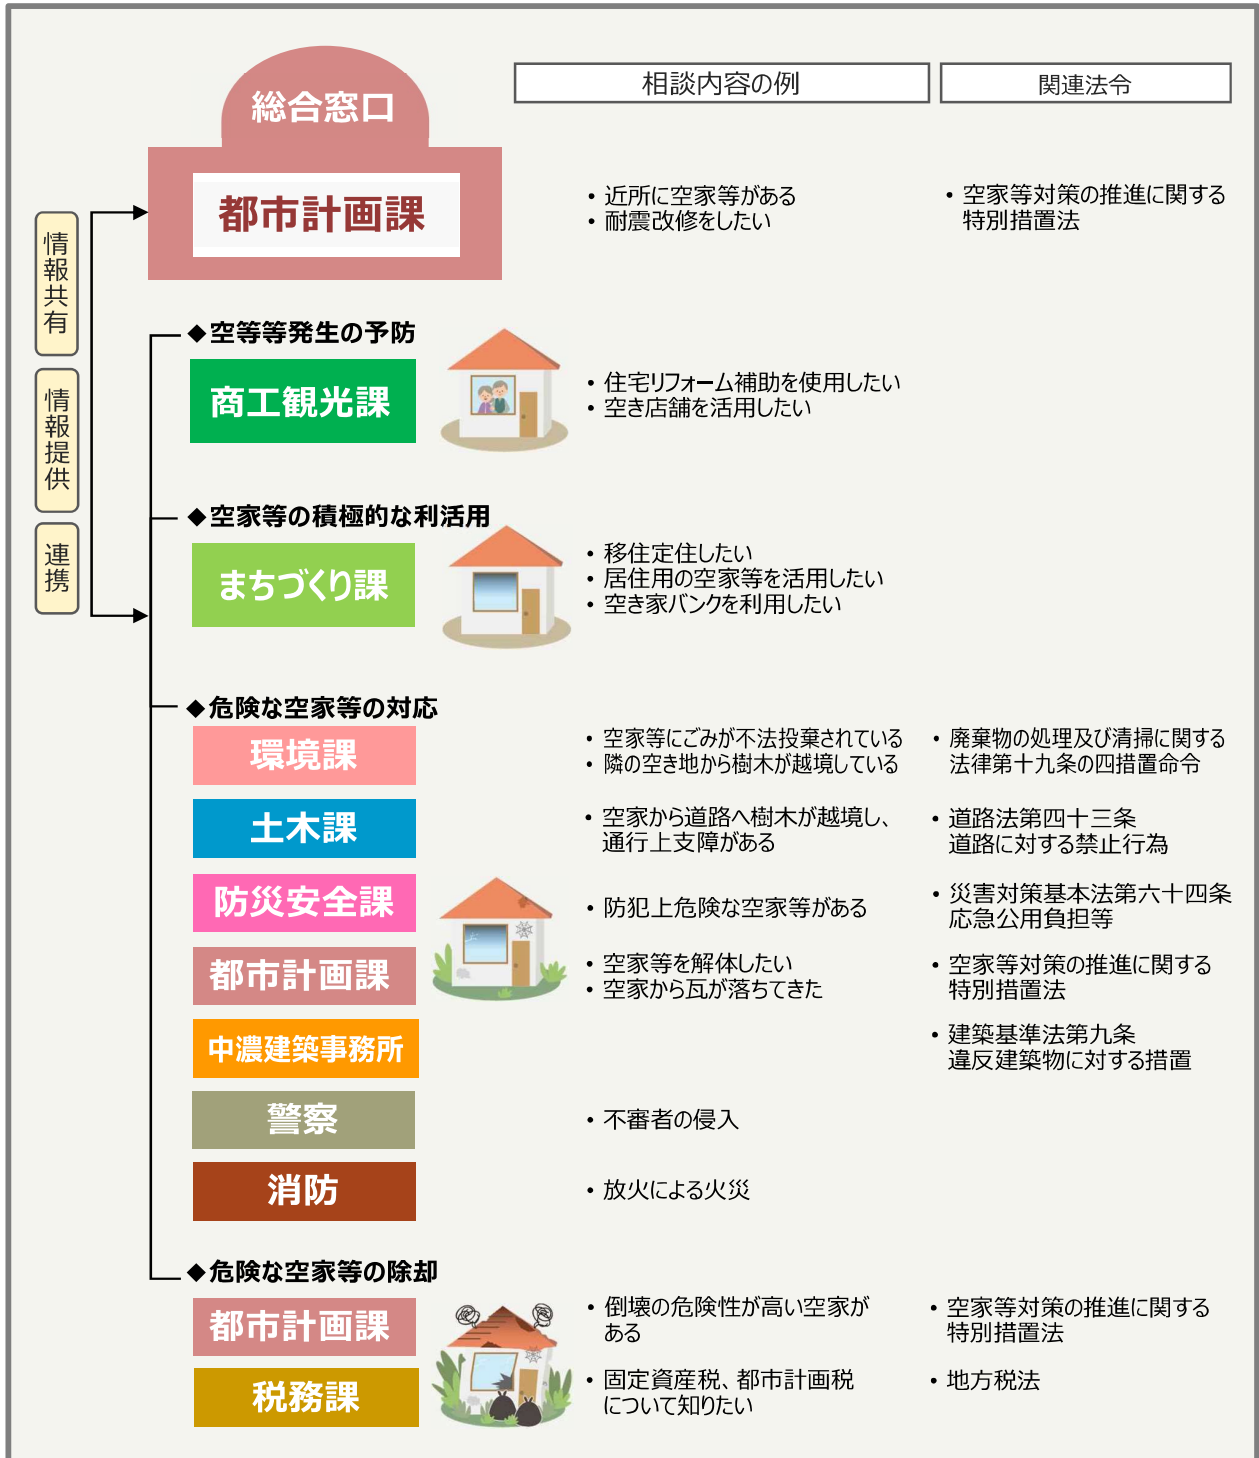 総合窓口
都市計画課
相談内容の例
関連法令
・近所に空家等がある
・耐震改修をしたい
・空家等対策の推進に関する
特別措置法
情報共有
情報提供
連携
◆空等等発生の予防
商工観光課
・住宅リフォーム補助を使用したい
・空き店舗を活用したい
◆空家等の積極的な利活用
まちづくり課
・移住定住したい
・居住用の空家等を活用したい
・空き家バンクを利用したい
◆危険な空家等の対応
環境課
・空家等にごみが不法投棄されている
・隣の空き地から樹木が越境している
・廃棄物の処理及び清掃に関する
法律第十九条の四措置命令
土木課
・空家から道路へ樹木が越境し、
通行上支障がある
・道路法第四十三条
道路に対する禁止行為
防災安全課
・防犯上危険な空家等がある
・災害対策基本法第六十四条
応急公用負担等
都市計画課
・空家等を解体したい
・空家から瓦が落ちてきた
・空家等対策の推進に関する
特別措置法
中濃建築事務所
・建築基準法第九条
違反建築物に対する措置
警察
・不審者の侵入
消防
・放火による火災
◆危険な空家等の除却
都市計画課
・倒壊の危険性が高い空家が
ある
・空家等対策の推進に関する
特別措置法
税務課
・固定資産税、都市計画税
について知りたい
・地方税法